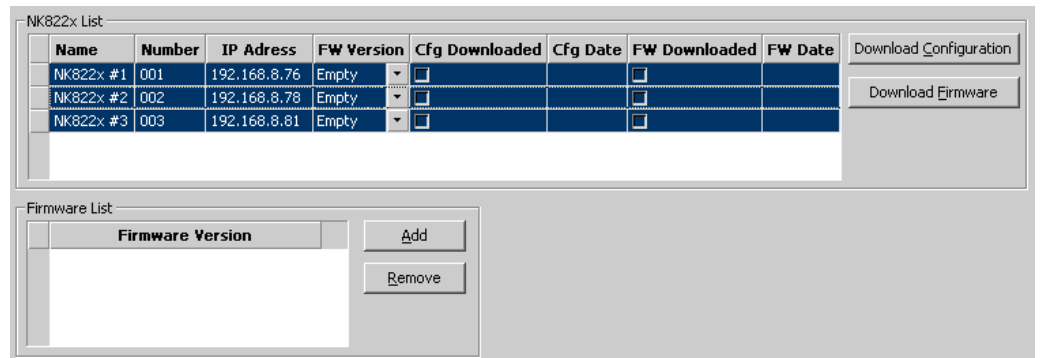 NK822x List
Name Number IP Adress FW Version Cfg Downloaded Cfg Date FW Downloaded FW Date
NK822x #1 001 192.168.8.76 Empty
NK822x #2 002 192.168.8.78 Empty
NK822x #3 003 192.168.8.81 Empty
Download Configuration
Download Firmware
Firmware List
Firmware Version
Add
Remove